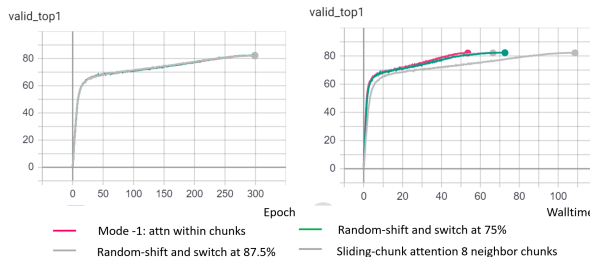 valid_top1
80
60
40
20
0
0 50 100 150 200 250 300
Epoch
valid_top1
80
60
40
20
0
0 20 40 60 80 100
Walltime
Mode -1: attn within chunks
Random-shift and switch at 75%
Random-shift and switch at 87.5%
Sliding-chunk attention 8 neighbor chunks